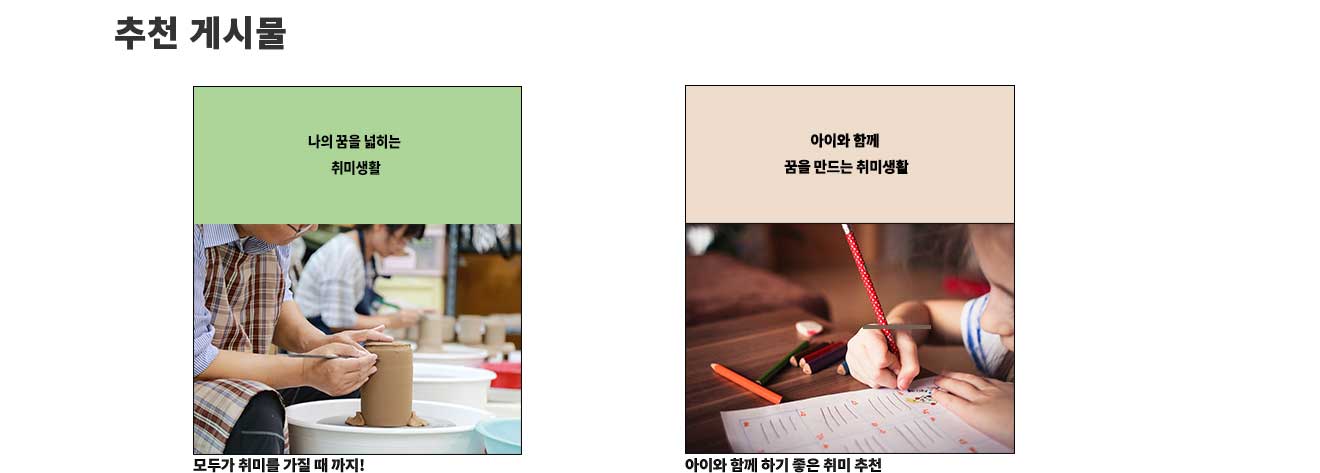 추천 게시물
나의 꿈을 넓히는
취미생활
모두가 취미를 가질 때 까지!
아이와 함께
꿈을 만드는 취미생활
아이와 함께 하기 좋은 취미 추천